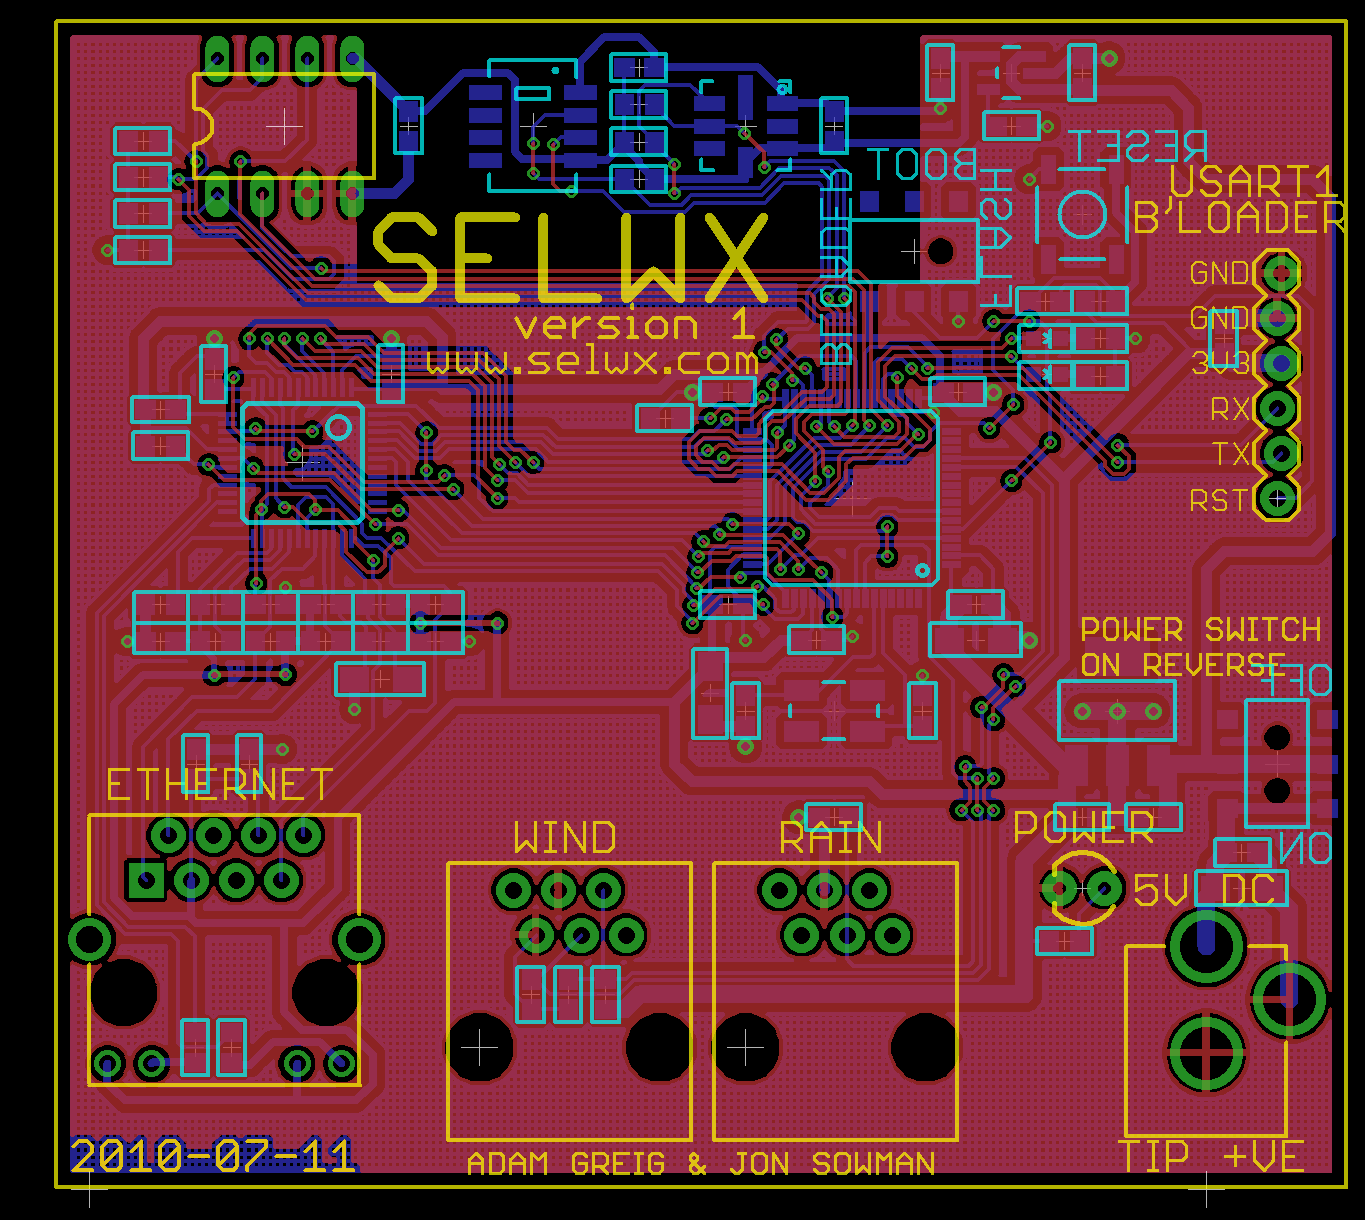 RESET
BOOT
FLASH
BTLOADR
USART1
B'LOADER
SELWX
version 1
www.selwx.com
GND
GND
3V3
RX
TX
RST
POWER SWITCH
ON REVERSE
OFF
ON
ETHERNET
WIND
RAIN
POWER
5V DC
2010-07-11
ADAM GREIG & JON SOWMAN
TIP +VE